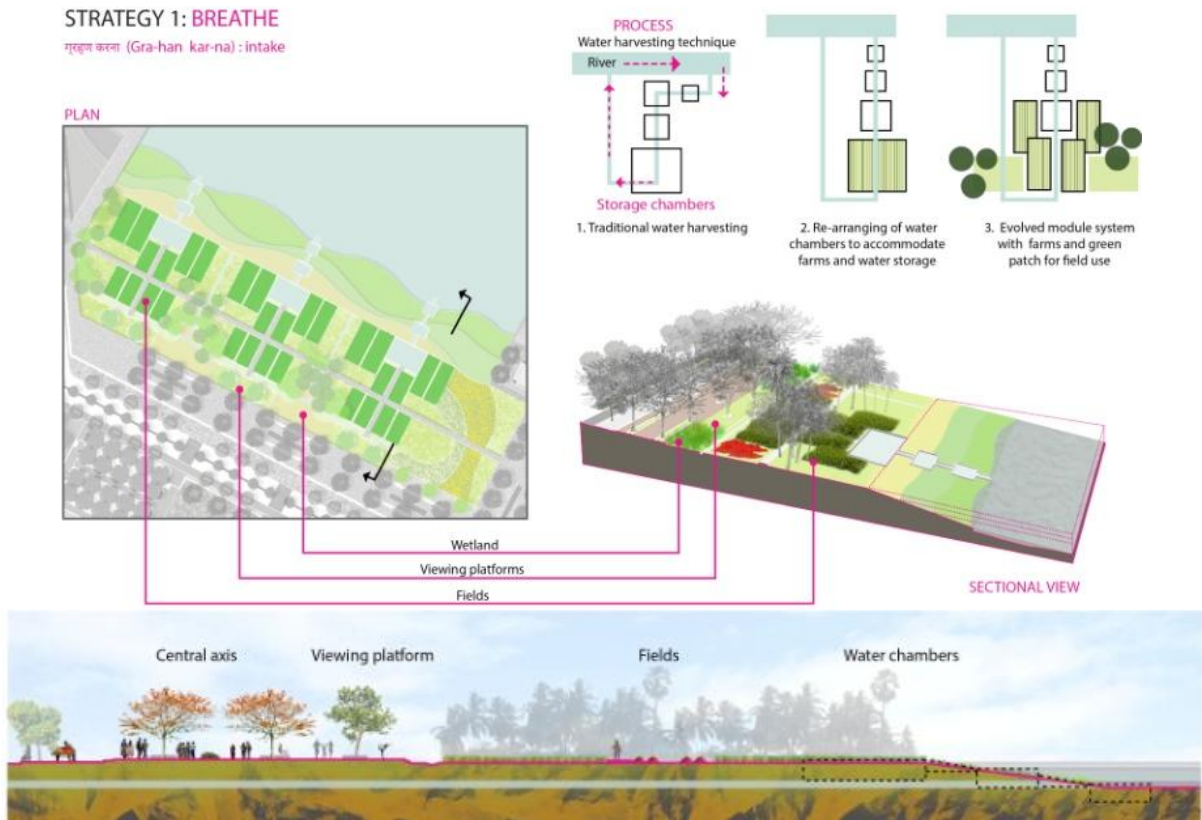 STRATEGY 1: BREATHE
ग्रहण करना (Gra-han kar-na) : intake
PLAN
PROCESS
Water harvesting technique
River
Storage chambers
1. Traditional water harvesting
2. Re-arranging of water
chambers to accommodate
farms and water storage
3. Evolved module system
with farms and green
patch for field use
Wetland
Viewing platforms
Fields
SECTIONAL VIEW
Central axis
Viewing platform
Fields
Water chambers